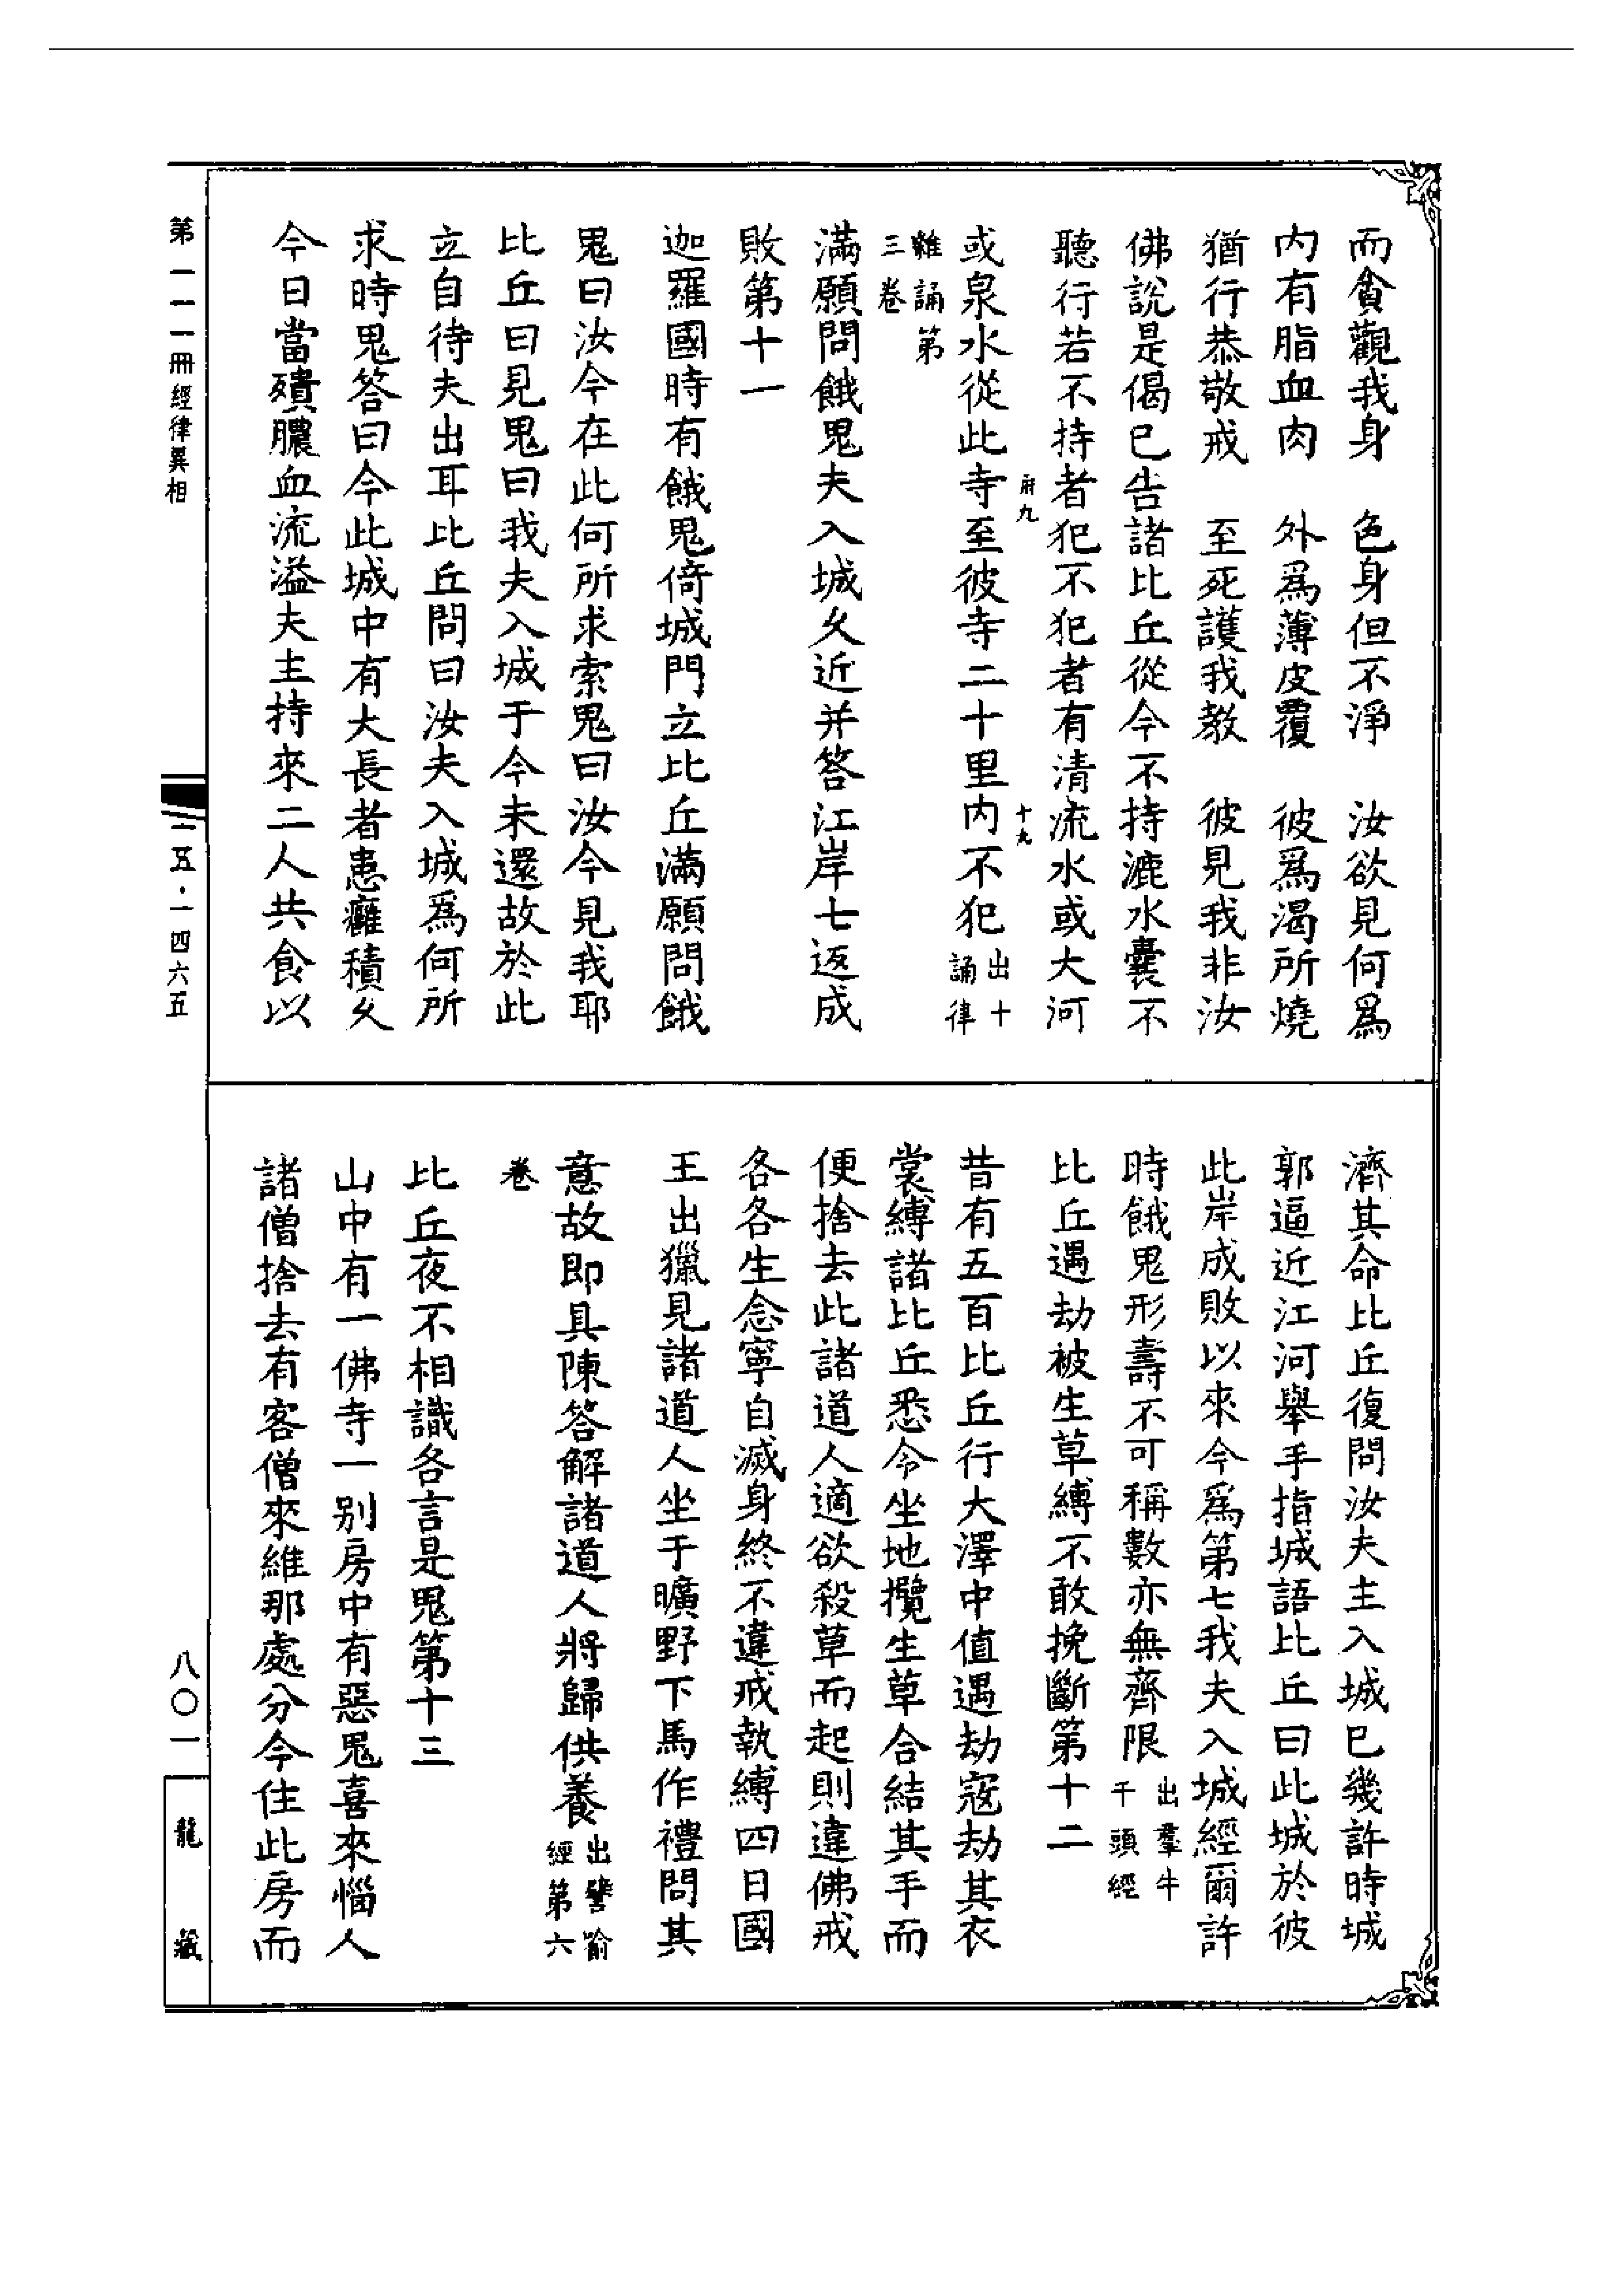 而貪觀我身　色身但不淨　汝欲見何爲
内有脂血肉　外爲薄皮覆　彼爲渴所燒
猶行恭敬戒　至死護我教　彼見我非汝
佛說是偈已告諸比丘從今不持漉水囊不
聽行若不持者犯不犯者有清流水或大河
府九
十九
或泉水從此寺至彼寺二十里内不犯出十誦律
雜誦第三卷
滿願問餓鬼夫入城久近并答江岸七返成
敗第十一
迦羅國時有餓鬼倚城門立比丘滿願問餓
鬼曰汝今在此何所求索鬼曰汝今見我耶
比丘曰見鬼曰我夫入城于今未還故於此
立自待夫出耳比丘問曰汝夫入城爲何所
求時鬼答曰今此城中有大長者患癰積久
今日當殨膿血流溢夫主持來二人共食以
濟其命比丘復問汝夫主入城已幾許時城
郭逼近江河舉手指城語比丘曰此城於彼
此岸成敗以來今爲第七我夫入城經爾許
時餓鬼形壽不可稱數亦無齊限出羣牛千頭經
比丘遇劫被生草縛不敢挽斷第十二
昔有五百比丘行大澤中值遇劫寇劫其衣
裳縛諸比丘悉令坐地攬生草合結其手而
便捨去此諸道人適欲殺草而起則違佛戒
各各生念寧自滅身終不違戒執縛四日國
王出獵見諸道人坐于曠野下馬作禮問其
意故即具陳答解諸道人將歸供養出譬喻經第六
卷
比丘夜不相識各言是鬼第十三
山中有一佛寺一别房中有惡鬼喜來惱人
諸僧捨去有客僧來維那處分令住此房而
第一一一冊經律異相
一五·一四六五
八〇一
龍藏